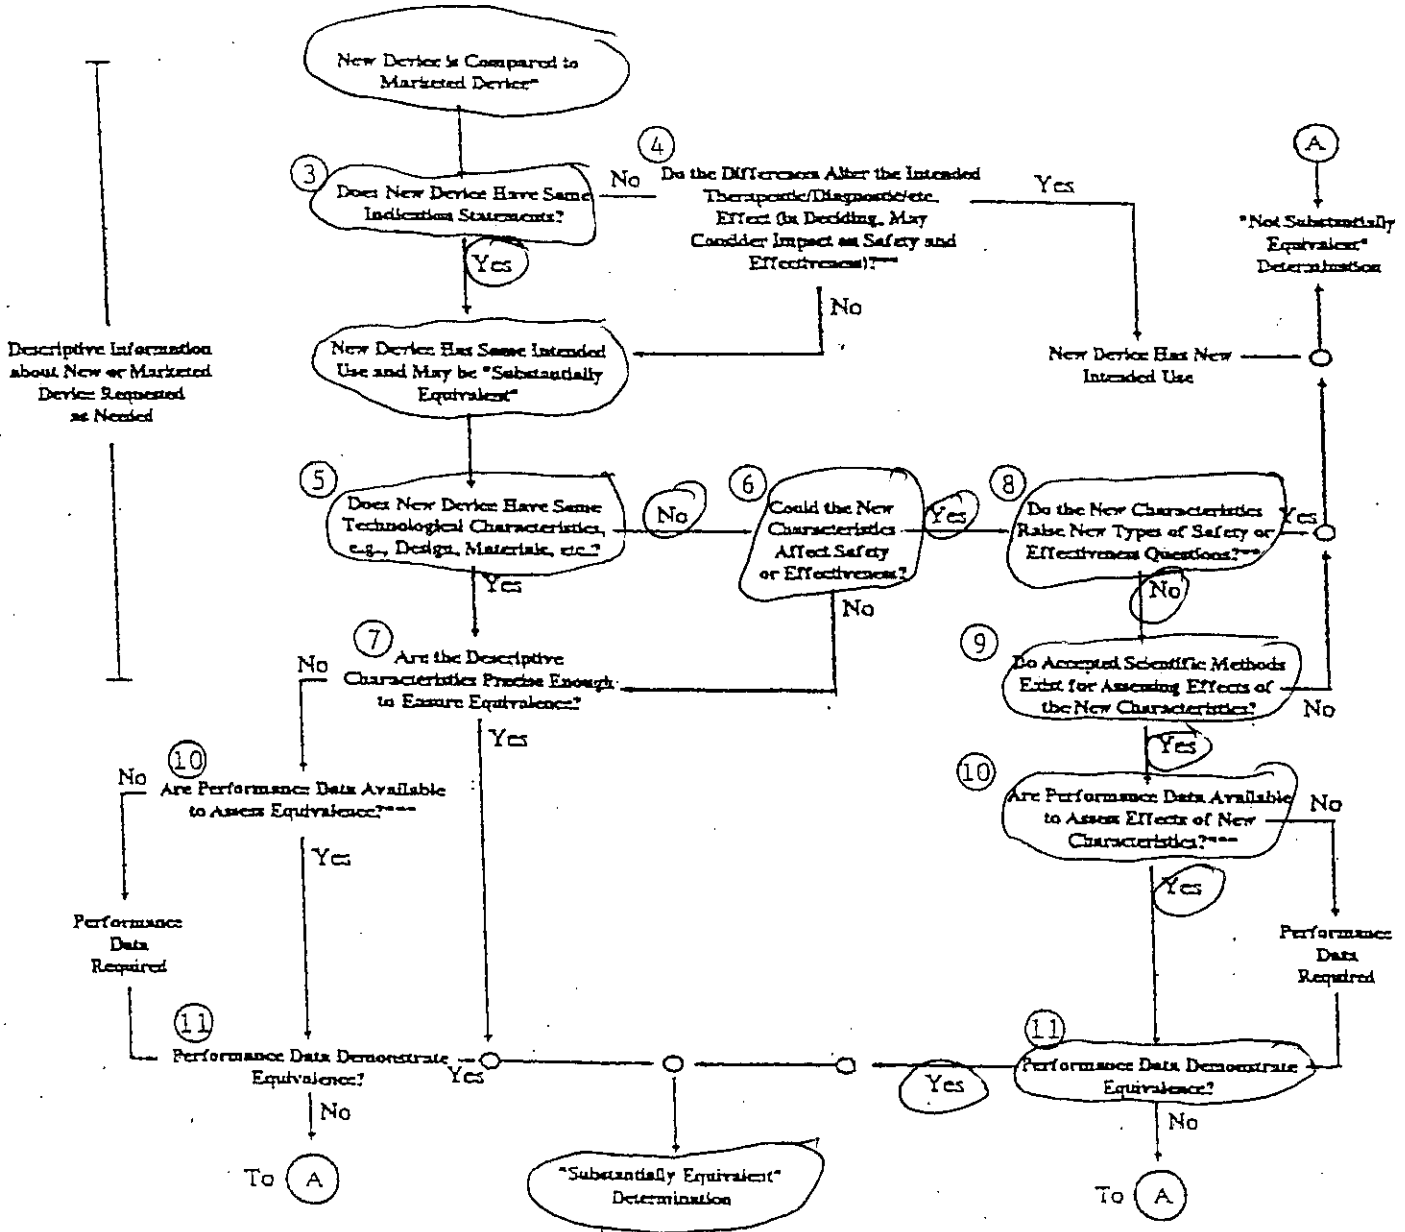 New Device is Compared to
Marketed Device*
3
Does New Device Have Same
Indication Statements?
No
4
Do the Differences Alter the Intended
Therapeutic/Diagnostic/etc.
Effect (in Deciding, May
Consider Impact on Safety and
Effectiveness)?**
Yes
A
"Not Substantially
Equivalent"
Determination
Yes
No
Descriptive Information
about New or Marketed
Device Requested
as Needed
New Device Has Same Intended
Use and May be "Substantially
Equivalent"
New Device Has New
Intended Use
5
Does New Device Have Same
Technological Characteristics,
e.g., Design, Materials, etc.?
No
6
Could the New
Characteristics
Affect Safety
or Effectiveness?
Yes
8
Do the New Characteristics
Raise New Types of Safety or
Effectiveness Questions?**
Yes
Yes
No
No
7
Are the Descriptive
Characteristics Precise Enough
to Ensure Equivalence?
No
Yes
9
Do Accepted Scientific Methods
Exist for Assessing Effects of
the New Characteristics?
No
Yes
10
Are Performance Data Available
to Assess Equivalence?***
No
Yes
10
Are Performance Data Available
to Assess Effects of New
Characteristics?***
No
Yes
Performance
Data
Required
Performance
Data
Required
11
Performance Data Demonstrate
Equivalence?
Yes
No
11
Performance Data Demonstrate
Equivalence?
Yes
No
To A
"Substantially Equivalent"
Determination
To A